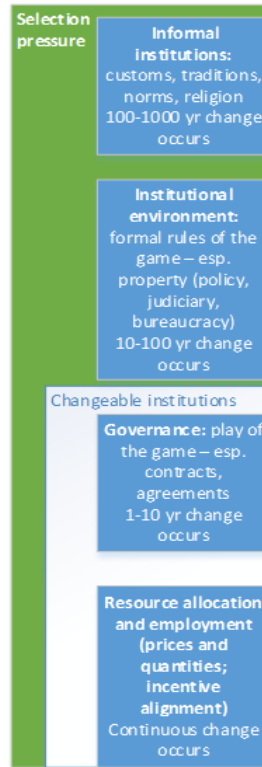 Selection
pressure
Informal
institutions:
customs, traditions,
norms, religion
100-1000 yr change
occurs
Institutional
environment:
formal rules of the
game – esp.
property (policy,
judiciary,
bureaucracy)
10-100 yr change
occurs
Changeable institutions
Governance: play of
the game – esp.
contracts,
agreements
1-10 yr change
occurs
Resource allocation
and employment
(prices and
quantities;
incentive
alignment)
Continuous change
occurs